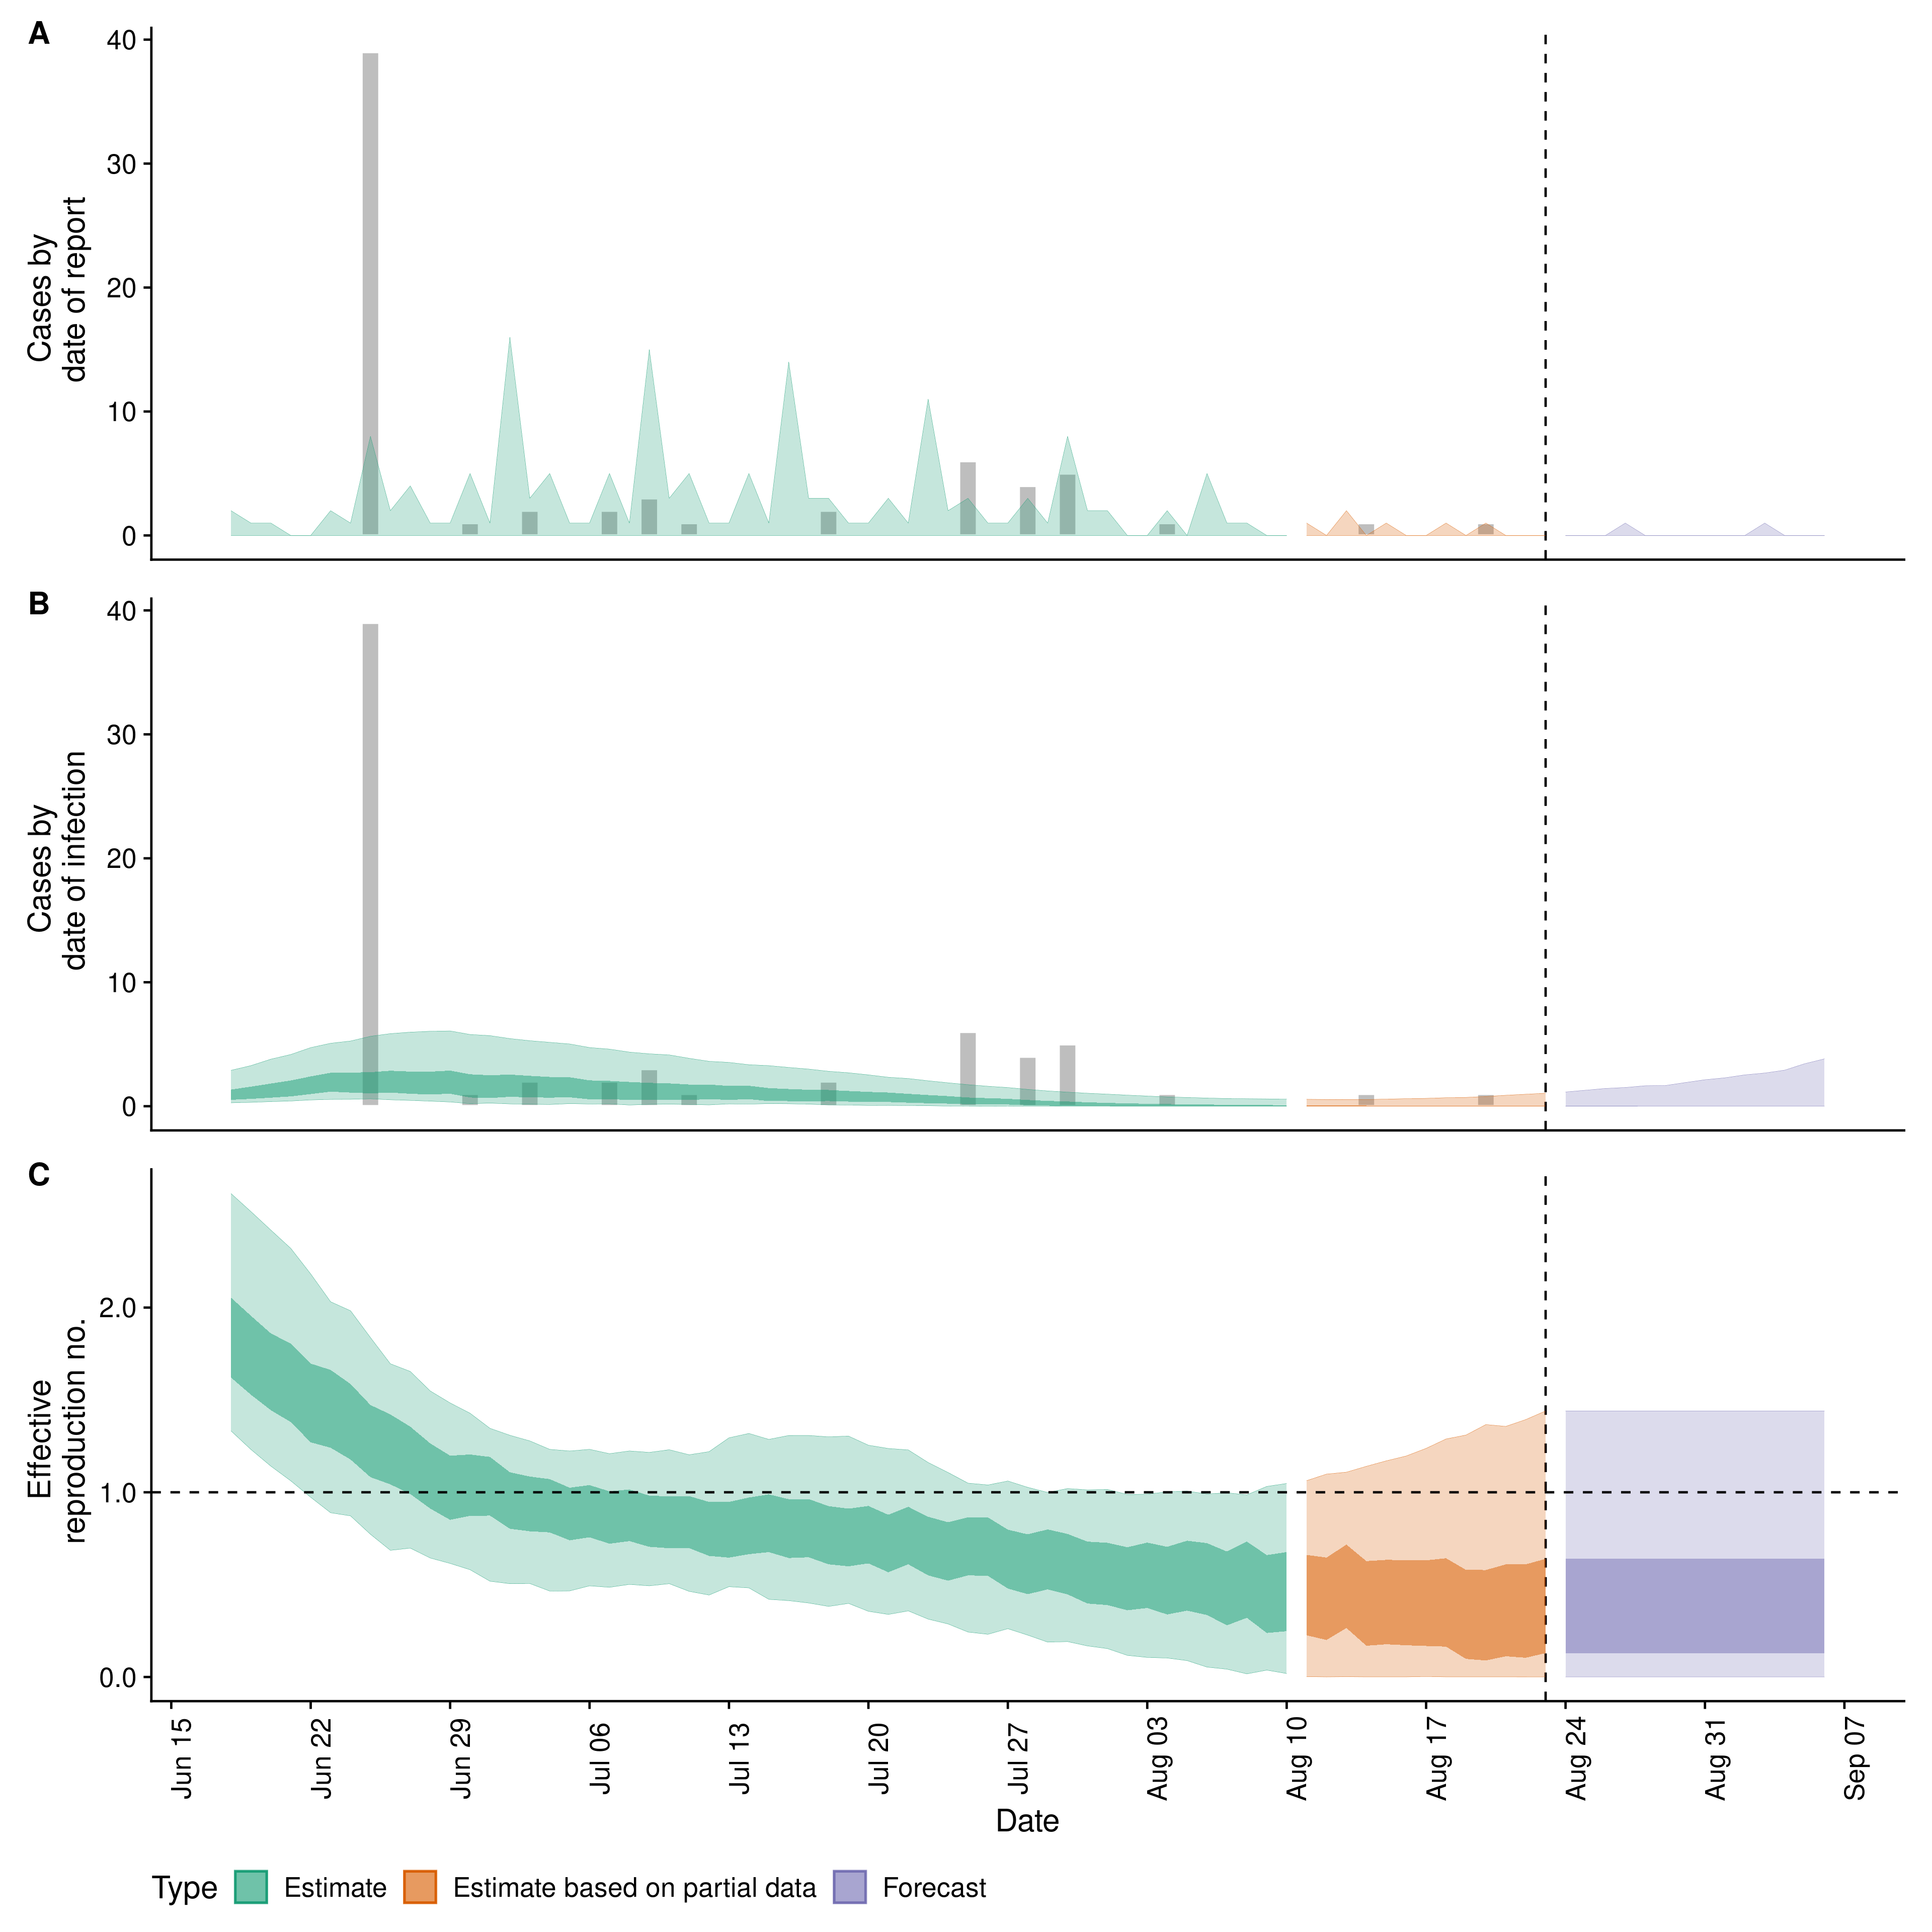 A
40
30
20
10
0
Cases by
date of report
B
40
30
20
10
0
Cases by
date of infection
C
2.0
1.0
0.0
Effective
reproduction no.
Jun 15
Jun 22
Jun 29
Jul 06
Jul 13
Jul 20
Jul 27
Aug 03
Aug 10
Aug 17
Aug 24
Aug 31
Sep 07
Date
Type Estimate Estimate based on partial data Forecast